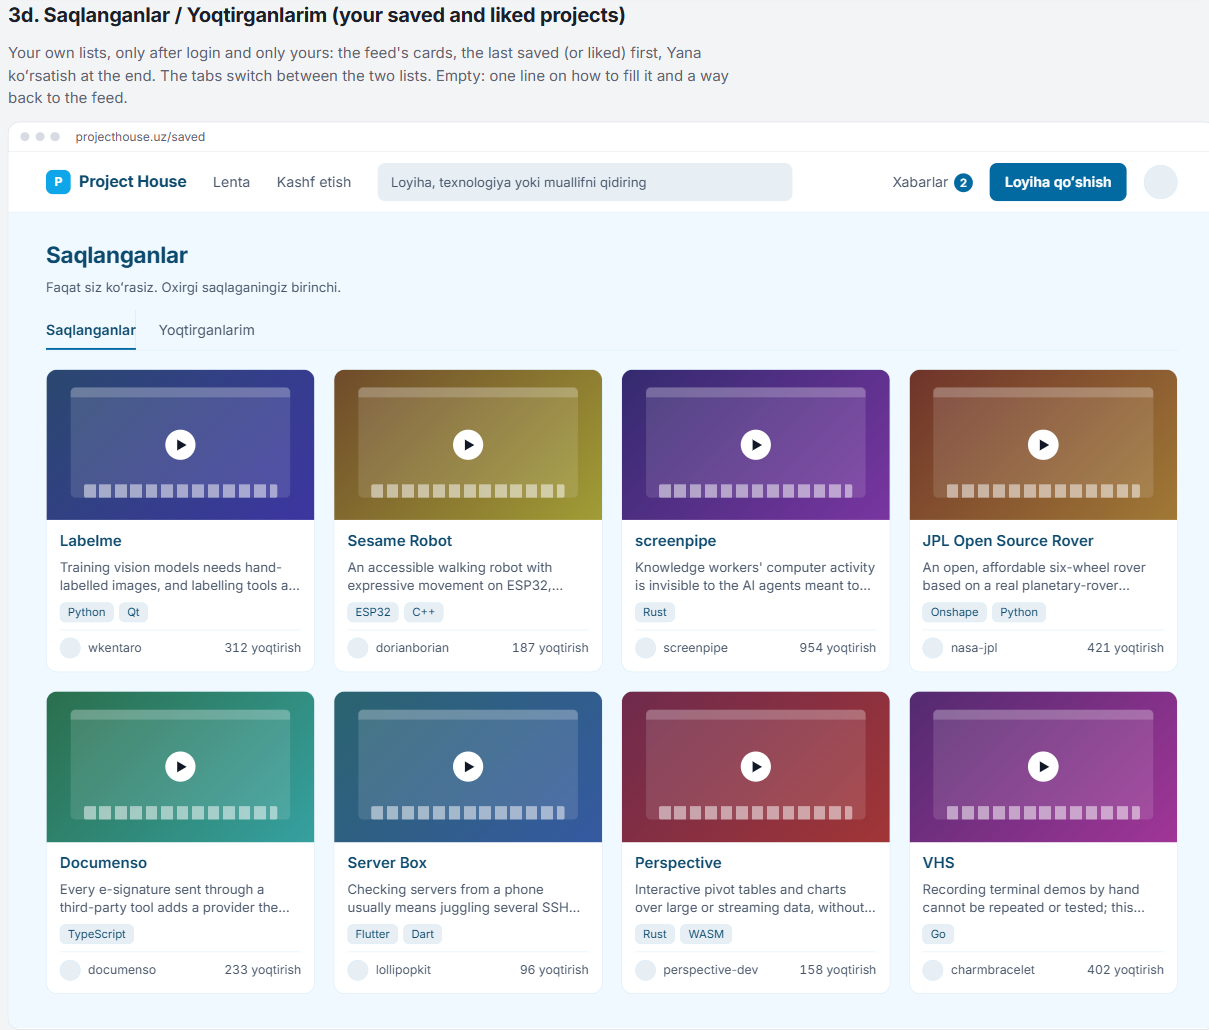 3d. Saqlanganlar / Yoqtirganlarim (your saved and liked projects)
Your own lists, only after login and only yours: the feed's cards, the last saved (or liked) first, Yana
koʻrsatish at the end. The tabs switch between the two lists. Empty: one line on how to fill it and a way
back to the feed.
projecthouse.uz/saved
P Project House Lenta Kashf etish Loyiha, texnologiya yoki muallifni qidiring Xabarlar 2 Loyiha qoʻshish
Saqlanganlar
Faqat siz koʻrasiz. Oxirgi saqlaganingiz birinchi.
Saqlanganlar Yoqtirganlarim
Labelme
Training vision models needs hand-
labelled images, and labelling tools a...
Python Qt
wkentaro 312 yoqtirish
Sesame Robot
An accessible walking robot with
expressive movement on ESP32,...
ESP32 C++
dorianborian 187 yoqtirish
screenpipe
Knowledge workers' computer activity
is invisible to the AI agents meant to...
Rust
screenpipe 954 yoqtirish
JPL Open Source Rover
An open, affordable six-wheel rover
based on a real planetary-rover...
Onshape Python
nasa-jpl 421 yoqtirish
Documenso
Every e-signature sent through a
third-party tool adds a provider the...
TypeScript
documenso 233 yoqtirish
Server Box
Checking servers from a phone
usually means juggling several SSH...
Flutter Dart
lollipopkit 96 yoqtirish
Perspective
Interactive pivot tables and charts
over large or streaming data, without...
Rust WASM
perspective-dev 158 yoqtirish
VHS
Recording terminal demos by hand
cannot be repeated or tested; this...
Go
charmbracelet 402 yoqtirish